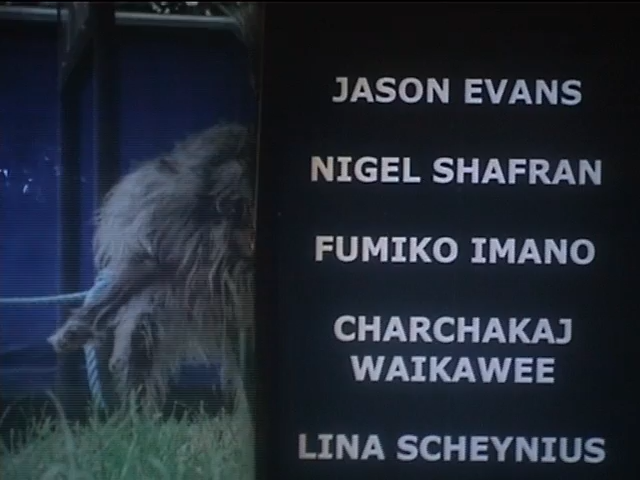 JASON EVANS
NIGEL SHAFRAN
FUMIKO IMANO
CHARCHAKAJ
WAIKAWEE
LINA SCHEYNIUS